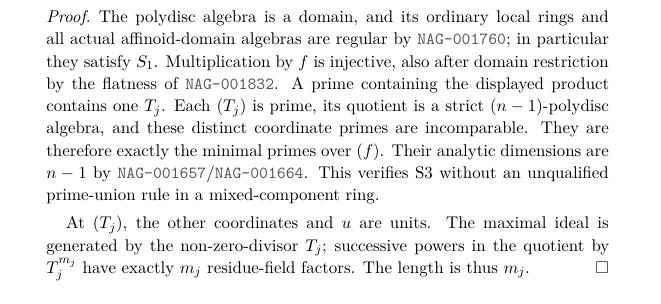 Proof. The polydisc algebra is a domain, and its ordinary local rings and
all actual affinoid-domain algebras are regular by NAG-001760; in particular
they satisfy S₁. Multiplication by f is injective, also after domain restriction
by the flatness of NAG-001832. A prime containing the displayed product
contains one Tⱼ. Each (Tⱼ) is prime, its quotient is a strict (n − 1)-polydisc
algebra, and these distinct coordinate primes are incomparable. They are
therefore exactly the minimal primes over (f). Their analytic dimensions are
n − 1 by NAG-001657/NAG-001664. This verifies S3 without an unqualified
prime-union rule in a mixed-component ring.
At (Tⱼ), the other coordinates and u are units. The maximal ideal is
generated by the non-zero-divisor Tⱼ; successive powers in the quotient by
T_j^{m_j} have exactly mⱼ residue-field factors. The length is thus mⱼ. □